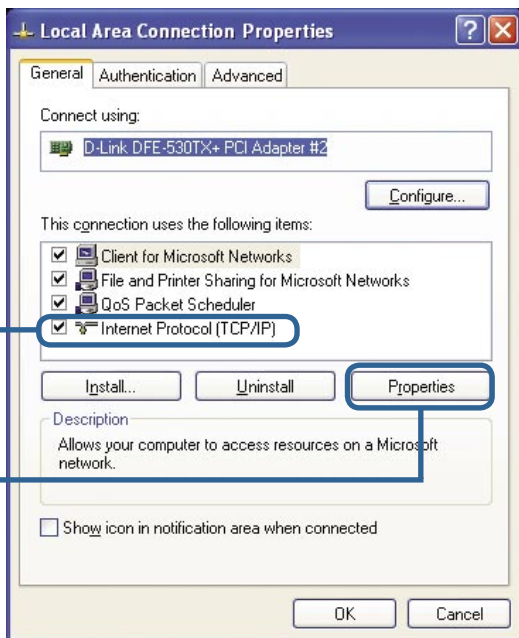 Local Area Connection Properties
General Authentication Advanced
Connect using:
D-Link DFE-530TX+ PCI Adapter #2
Configure...
This connection uses the following items:
Client for Microsoft Networks
File and Printer Sharing for Microsoft Networks
QoS Packet Scheduler
Internet Protocol (TCP/IP)
Install... Uninstall Properties
Description
Allows your computer to access resources on a Microsoft
network.
Show icon in notification area when connected
OK Cancel